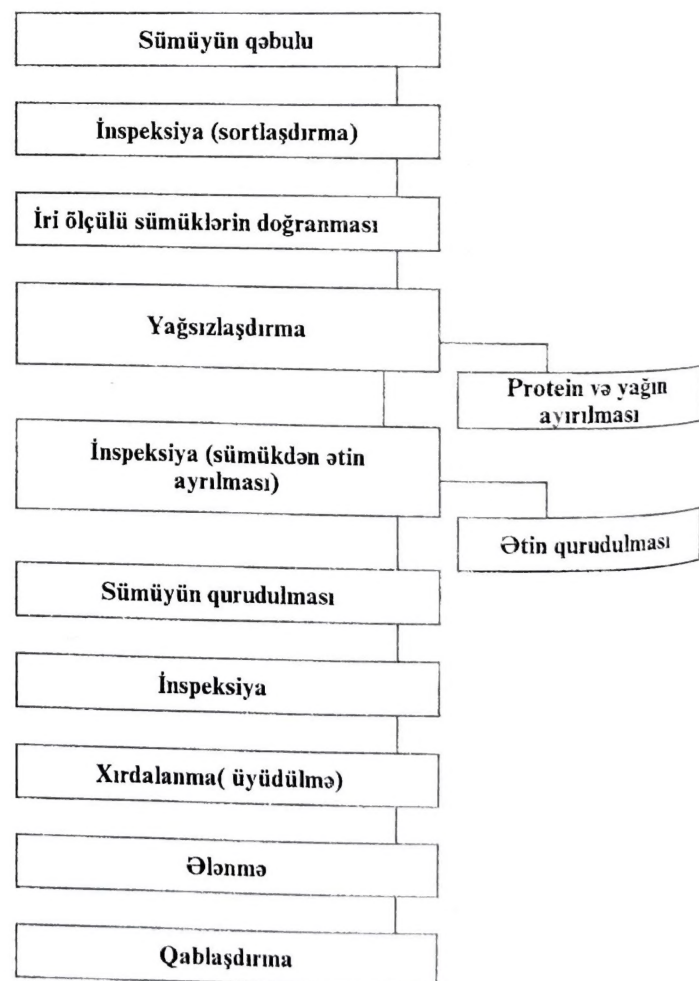 Sümüyün qəbulu
İnspeksiya (sortlaşdırma)
İri ölçülü sümüklərin doğranması
Yağsızlaşdırma
Protein və yağın
ayırılması
İnspeksiya (sümükdən ətin
ayrılması)
Ətin qurudulması
Sümüyün qurudulması
İnspeksiya
Xırdalanma( üyüdülmə)
Ələnmə
Qablaşdırma